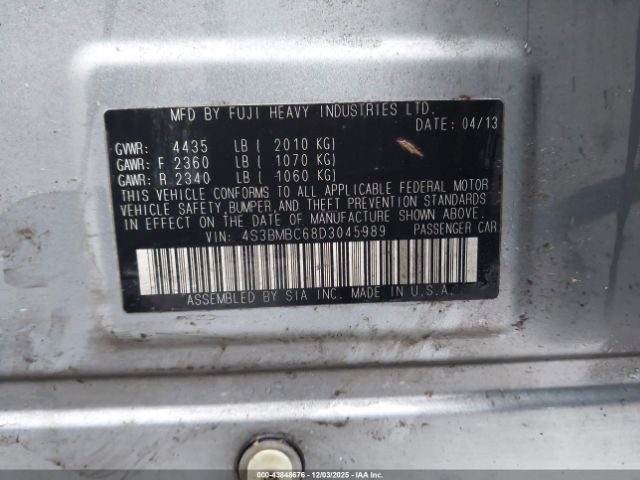 MFD BY FUJI HEAVY INDUSTRIES LTD.
DATE: 04/13
GVWR: 4435 LB ( 2010 KG)
GAWR: F 2360 LB ( 1070 KG)
GAWR: R 2340 LB ( 1060 KG)
THIS VEHICLE CONFORMS TO ALL APPLICABLE FEDERAL MOTOR
VEHICLE SAFETY, BUMPER, AND THEFT PREVENTION STANDARDS
IN EFFECT ON THE DATE OF MANUFACTURE SHOWN ABOVE.
VIN: 4S3BMBC68D3045989 PASSENGER CAR
ASSEMBLED BY SIA INC. MADE IN U.S.A.
000-43848676 - 12/03/2025 - COPYRIGHT IAA